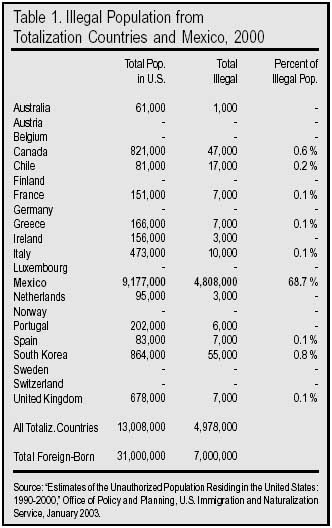 Table 1. Illegal Population from
Totalization Countries and Mexico, 2000
Total Pop. Total Percent of
in U.S. Illegal Illegal Pop.
Australia 61,000 1,000 -
Austria - - -
Belgium - - -
Canada 821,000 47,000 0.6 %
Chile 81,000 17,000 0.2 %
Finland - - -
France 151,000 7,000 0.1 %
Germany - - -
Greece 166,000 7,000 0.1 %
Ireland 156,000 3,000 -
Italy 473,000 10,000 0.1 %
Luxembourg - - -
Mexico 9,177,000 4,808,000 68.7 %
Netherlands 95,000 3,000 -
Norway - - -
Portugal 202,000 6,000 -
Spain 83,000 7,000 0.1 %
South Korea 864,000 55,000 0.8 %
Sweden - - -
Switzerland - - -
United Kingdom 678,000 7,000 0.1 %
All Totaliz. Countries 13,008,000 4,978,000
Total Foreign-Born 31,000,000 7,000,000
Source: “Estimates of the Unauthorized Population Residing in the United States:
1990-2000,” Office of Policy and Planning, U.S. Immigration and Naturalization
Service, January 2003.